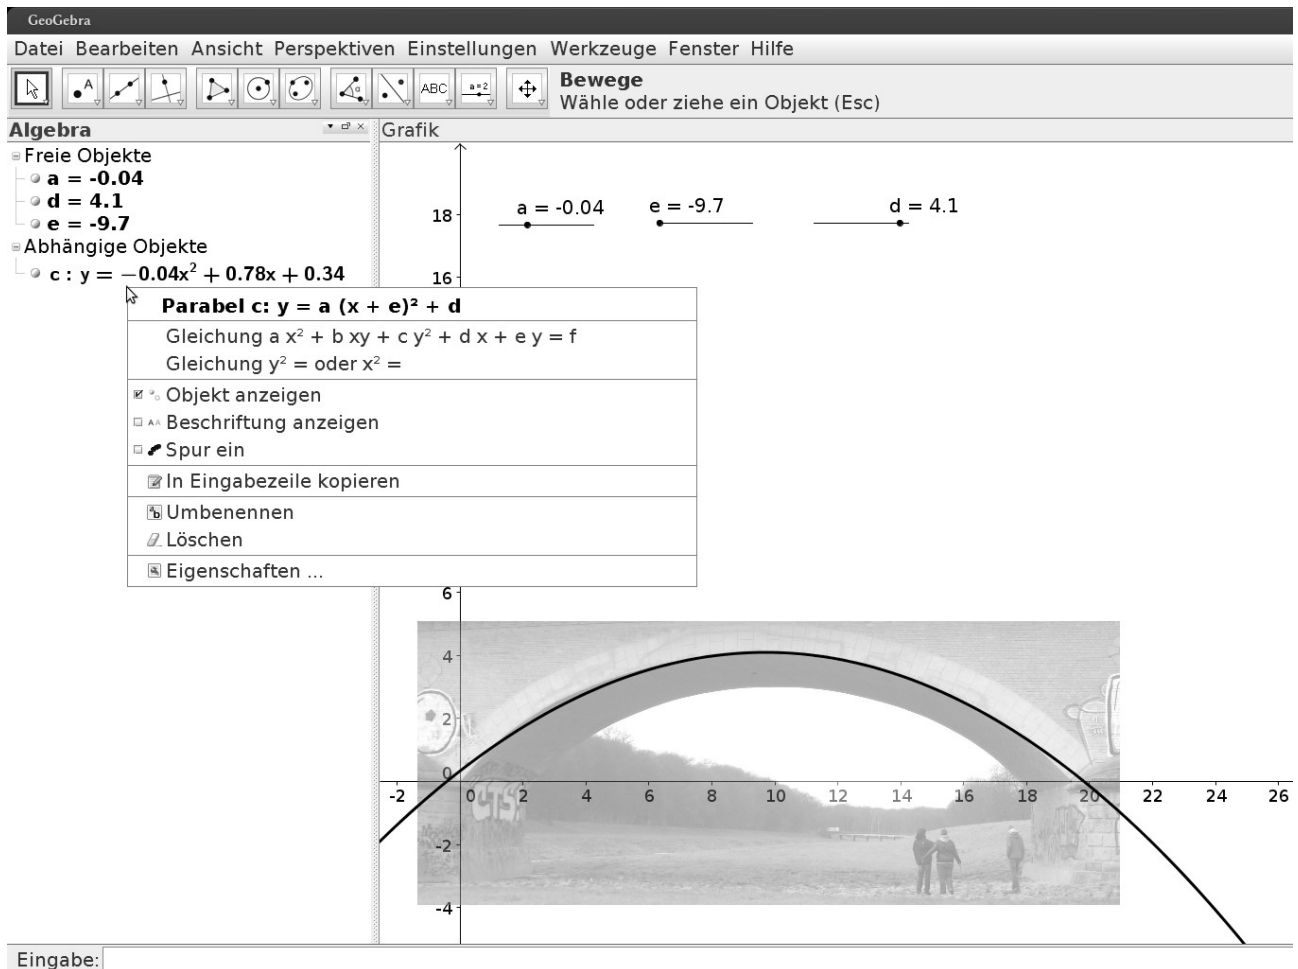 GeoGebra
Datei Bearbeiten Ansicht Perspektiven Einstellungen Werkzeuge Fenster Hilfe
A
α
ABC
a=2
Bewege
Wähle oder ziehe ein Objekt (Esc)
Algebra
Grafik
Freie Objekte
a = -0.04
d = 4.1
e = -9.7
Abhängige Objekte
c : y = −0.04x² + 0.78x + 0.34
a = -0.04
e = -9.7
d = 4.1
18
16
Parabel c: y = a (x + e)² + d
Gleichung a x² + b xy + c y² + d x + e y = f
Gleichung y² = oder x² =
Objekt anzeigen
AA Beschriftung anzeigen
Spur ein
In Eingabezeile kopieren
Umbenennen
Löschen
Eigenschaften ...
6
4
2
0
-2 0 2 4 6 8 10 12 14 16 18 20 22 24 26
CTS
-2
-4
Eingabe: